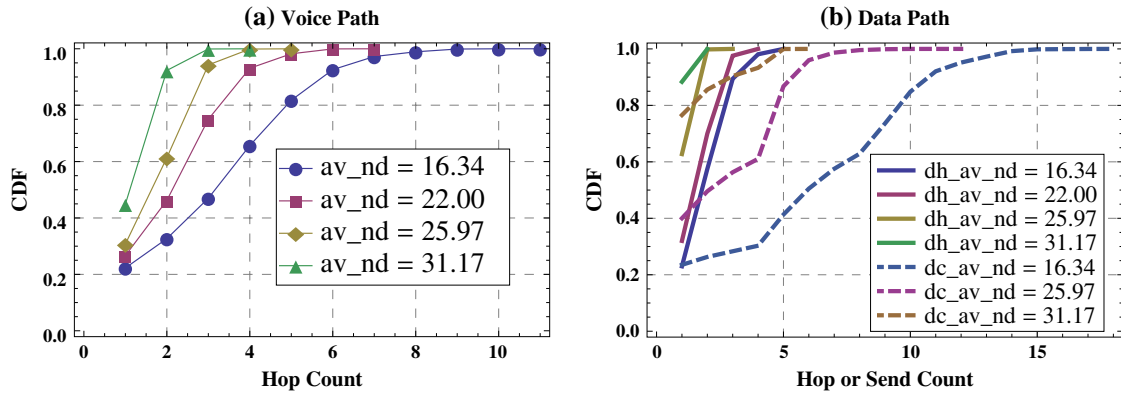 (a) Voice Path
CDF
1.0
0.8
0.6
0.4
0.2
0.0
av_nd = 16.34
av_nd = 22.00
av_nd = 25.97
av_nd = 31.17
0 2 4 6 8 10
Hop Count
(b) Data Path
CDF
1.0
0.8
0.6
0.4
0.2
0.0
dh_av_nd = 16.34
dh_av_nd = 22.00
dh_av_nd = 25.97
dh_av_nd = 31.17
dc_av_nd = 16.34
dc_av_nd = 25.97
dc_av_nd = 31.17
0 5 10 15
Hop or Send Count